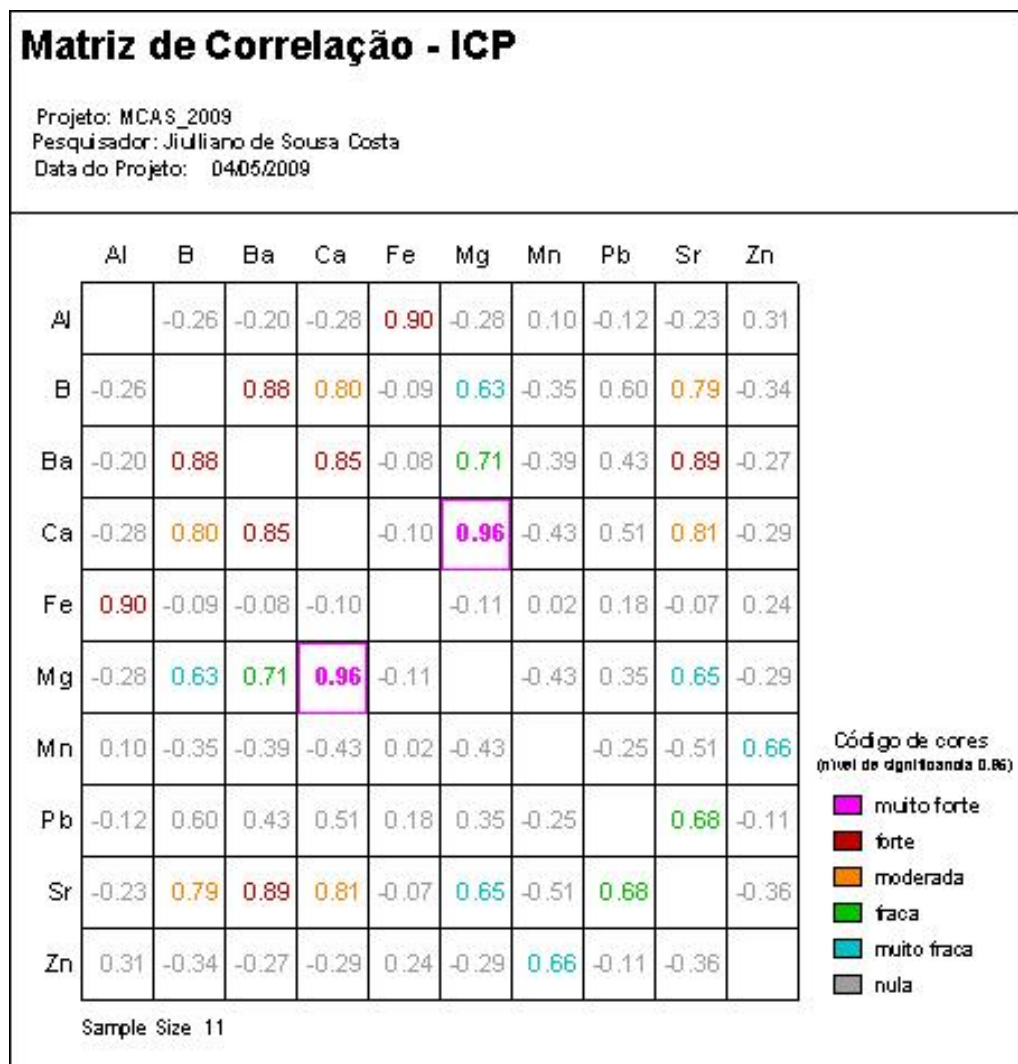 Matriz de Correlação - ICP
Projeto: MCAS_2009
Pesquisador: Jiulliano de Sousa Costa
Data do Projeto: 04/05/2009
Al B Ba Ca Fe Mg Mn Pb Sr Zn
Al -0.26 -0.20 -0.28 0.90 -0.28 0.10 -0.12 -0.23 0.31
B -0.26 0.88 0.80 -0.09 0.63 -0.35 0.60 0.79 -0.34
Ba -0.20 0.88 0.85 -0.08 0.71 -0.39 0.43 0.89 -0.27
Ca -0.28 0.80 0.85 -0.10 0.96 -0.43 0.51 0.81 -0.29
Fe 0.90 -0.09 -0.08 -0.10 -0.11 0.02 0.18 -0.07 0.24
Mg -0.28 0.63 0.71 0.96 -0.11 -0.43 0.35 0.65 -0.29
Mn 0.10 -0.35 -0.39 -0.43 0.02 -0.43 -0.25 -0.51 0.66
Pb -0.12 0.60 0.43 0.51 0.18 0.35 -0.25 0.68 -0.11
Sr -0.23 0.79 0.89 0.81 -0.07 0.65 -0.51 0.68 -0.36
Zn 0.31 -0.34 -0.27 -0.29 0.24 -0.29 0.66 -0.11 -0.36
Sample Size 11
Código de cores
(nível de significancia
muito forte
forte
moderada
fraca
muito fraca
nula